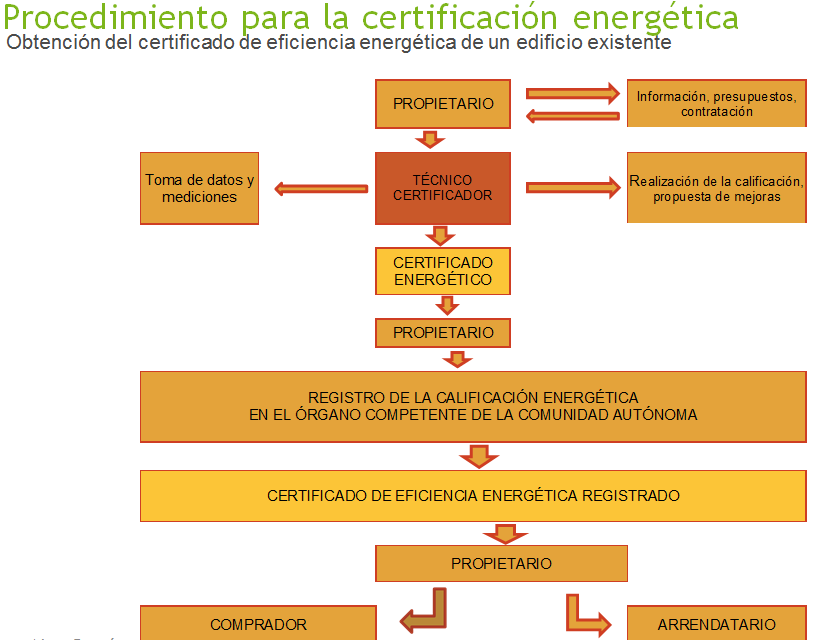 Procedimiento para la certificación energética
Obtención del certificado de eficiencia energética de un edificio existente
PROPIETARIO
Información, presupuestos,
contratación
Toma de datos y
mediciones
TÉCNICO
CERTIFICADOR
Realización de la calificación,
propuesta de mejoras
CERTIFICADO
ENERGÉTICO
PROPIETARIO
REGISTRO DE LA CALIFICACIÓN ENERGÉTICA
EN EL ÓRGANO COMPETENTE DE LA COMUNIDAD AUTÓNOMA
CERTIFICADO DE EFICIENCIA ENERGÉTICA REGISTRADO
PROPIETARIO
COMPRADOR
ARRENDATARIO